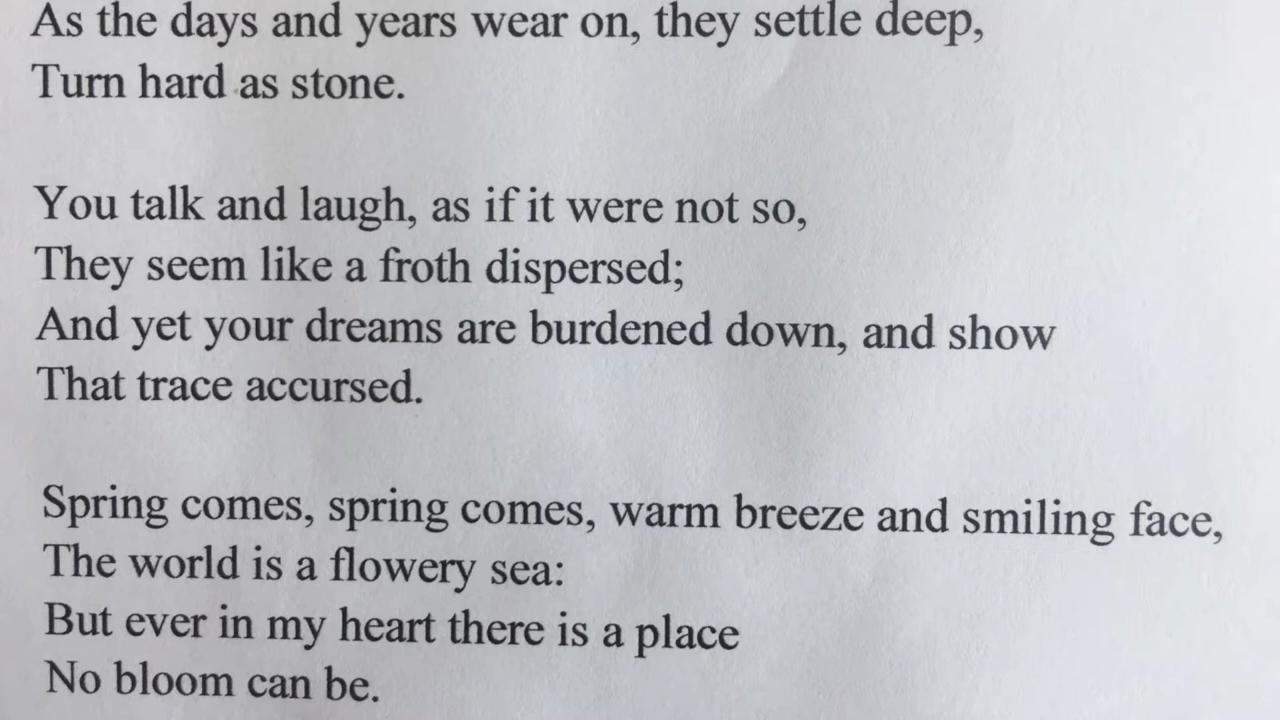 As the days and years wear on, they settle deep,
Turn hard as stone.
You talk and laugh, as if it were not so,
They seem like a froth dispersed;
And yet your dreams are burdened down, and show
That trace accursed.
Spring comes, spring comes, warm breeze and smiling face,
The world is a flowery sea:
But ever in my heart there is a place
No bloom can be.